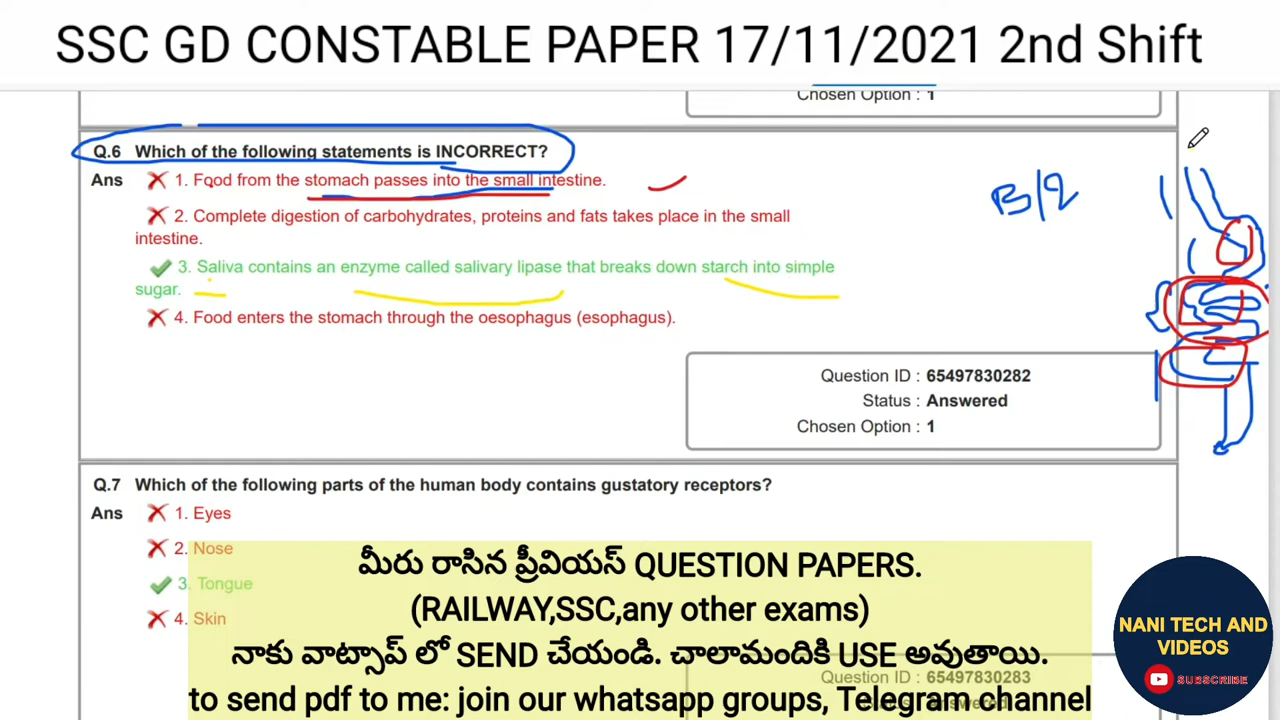 SSC GD CONSTABLE PAPER 17/11/2021 2nd Shift
Chosen Option : 1
Q.6 Which of the following statements is INCORRECT?
Ans 1. Food from the stomach passes into the small intestine.
2. Complete digestion of carbohydrates, proteins and fats takes place in the small
intestine.
B/2
3. Saliva contains an enzyme called salivary lipase that breaks down starch into simple
sugar.
4. Food enters the stomach through the oesophagus (esophagus).
Question ID : 65497830282
Status : Answered
Chosen Option : 1
Q.7 Which of the following parts of the human body contains gustatory receptors?
Ans 1. Eyes
2. Nose
3. Tongue
4. Skin
మీరు రాసిన ప్రీవియస్ QUESTION PAPERS.
(RAILWAY,SSC,any other exams)
నాకు వాట్సాప్ లో SEND చేయండి. చాలామందికి USE అవుతాయి.
to send pdf to me: join our whatsapp groups, Telegram channel
Question ID : 65497830283
Status : Answered
NANI TECH AND
VIDEOS
SUBSCRIBE